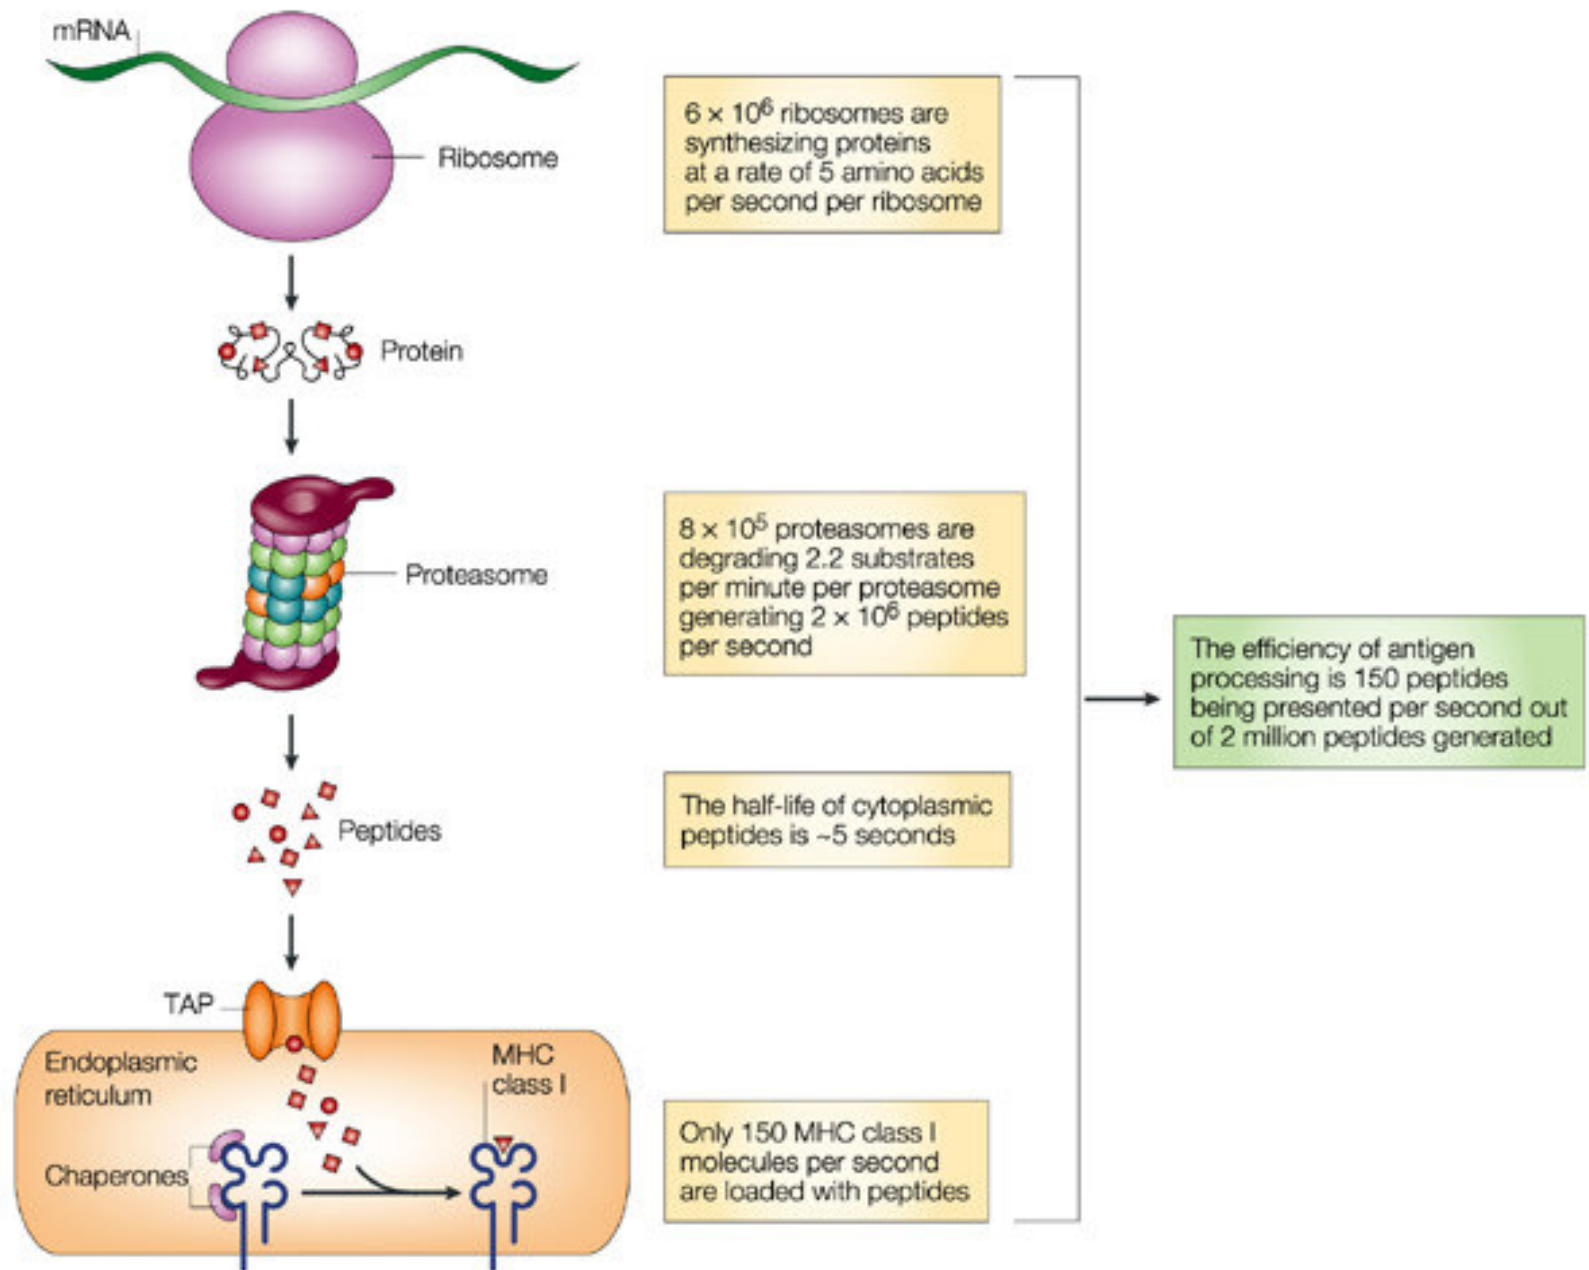 mRNA
Ribosome
6 × 10⁶ ribosomes are
synthesizing proteins
at a rate of 5 amino acids
per second per ribosome
Protein
Proteasome
8 × 10⁵ proteasomes are
degrading 2.2 substrates
per minute per proteasome
generating 2 × 10⁶ peptides
per second
The efficiency of antigen
processing is 150 peptides
being presented per second out
of 2 million peptides generated
Peptides
The half-life of cytoplasmic
peptides is ~5 seconds
TAP
Endoplasmic
reticulum
MHC
class I
Chaperones
Only 150 MHC class I
molecules per second
are loaded with peptides